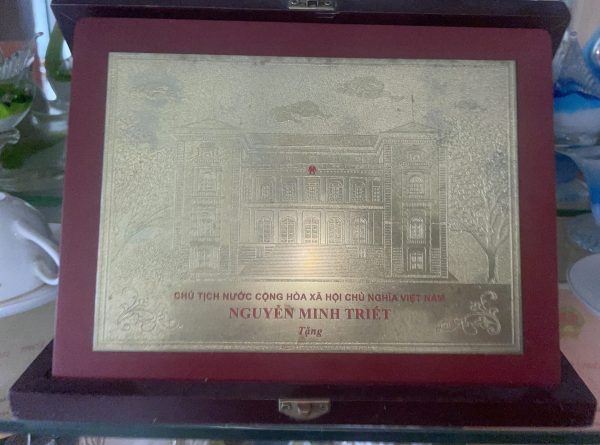 CHỦ TỊCH NƯỚC CỘNG HÒA XÃ HỘI CHỦ NGHĨA VIỆT NAM
NGUYỄN MINH TRIẾT
Tặng